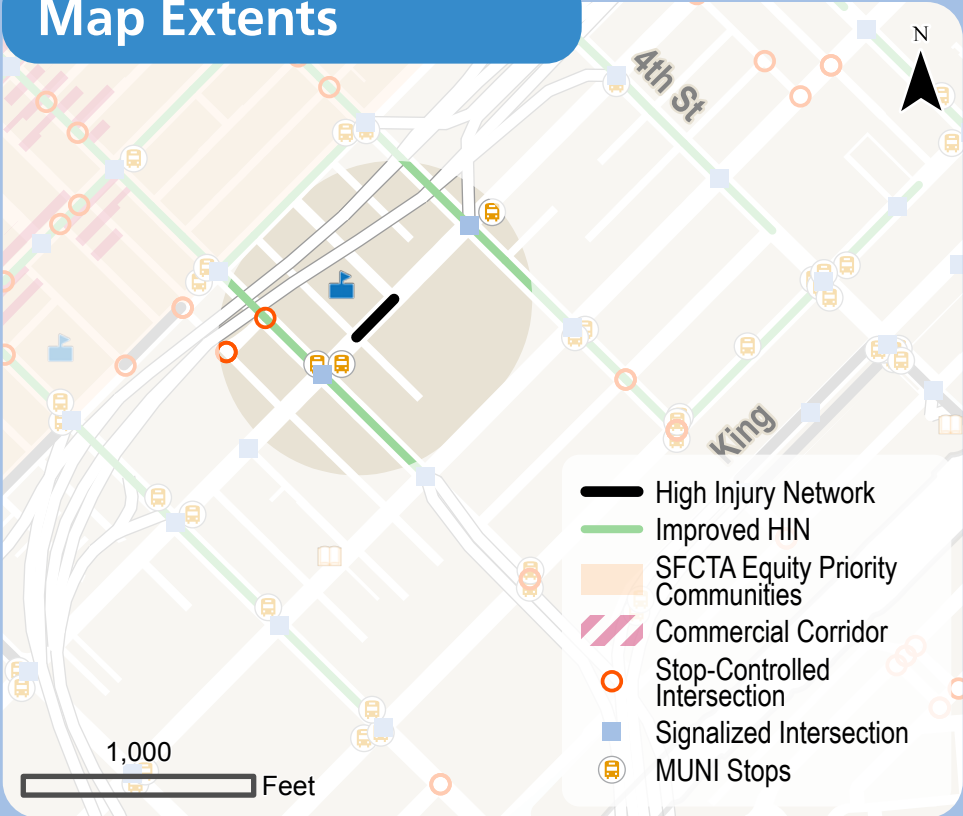 Map Extents
N
4th St
King
High Injury Network
Improved HIN
SFCTA Equity Priority
Communities
Commercial Corridor
Stop-Controlled
Intersection
Signalized Intersection
MUNI Stops
1,000
Feet